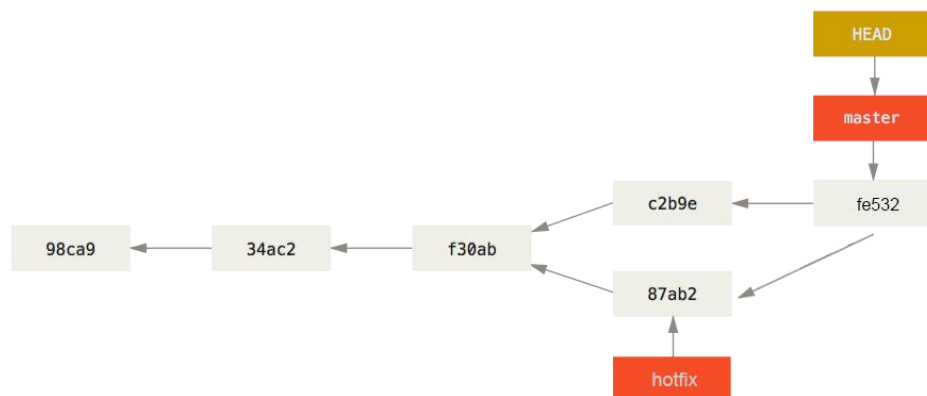 HEAD
master
c2b9e
fe532
98ca9
34ac2
f30ab
87ab2
hotfix